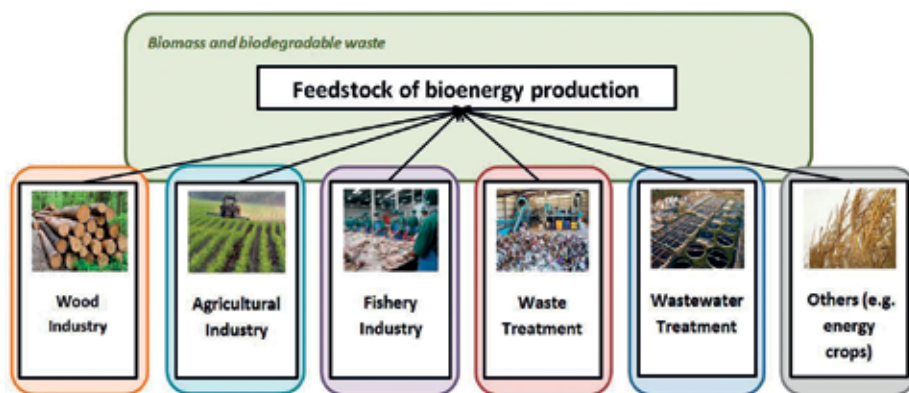 Biomass and biodegradable waste
Feedstock of bioenergy production
Wood
Industry
Agricultural
Industry
Fishery
Industry
Waste
Treatment
Wastewater
Treatment
Others (e.g.
energy
crops)